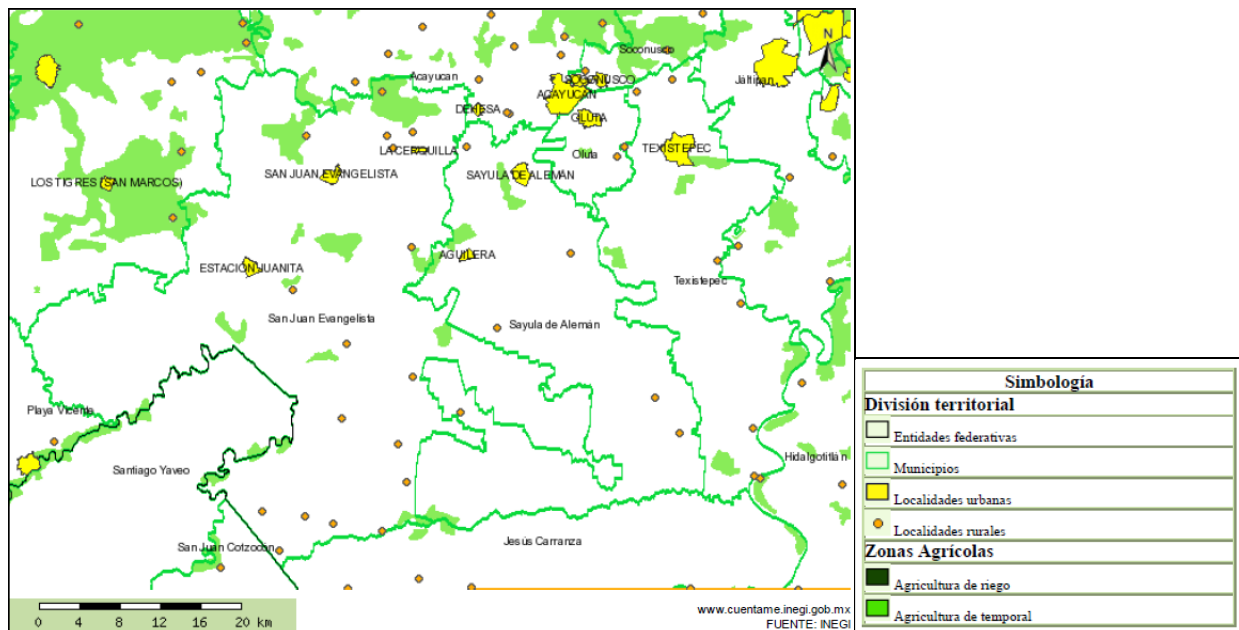 N
Soconusco
Acayucan
SOCONUSCO
Jáltipan
ACAYUCAN
DEHESA
OLUTA
LA CERQUILLA
Oluta
TEXISTEPEC
SAN JUAN EVANGELISTA
SAYULA DE ALEMÁN
LOS TIGRES (SAN MARCOS)
AGUILERA
ESTACIÓN JUANITA
Texistepec
San Juan Evangelista
Sayula de Alemán
Playa Vicente
Santiago Yaveo
Hidalgotitlán
San Juan Cotzocón
Jesús Carranza
0 4 8 12 16 20 km
www.cuentame.inegi.gob.mx
FUENTE: INEGI
Simbología
División territorial
Entidades federativas
Municipios
Localidades urbanas
Localidades rurales
Zonas Agrícolas
Agricultura de riego
Agricultura de temporal